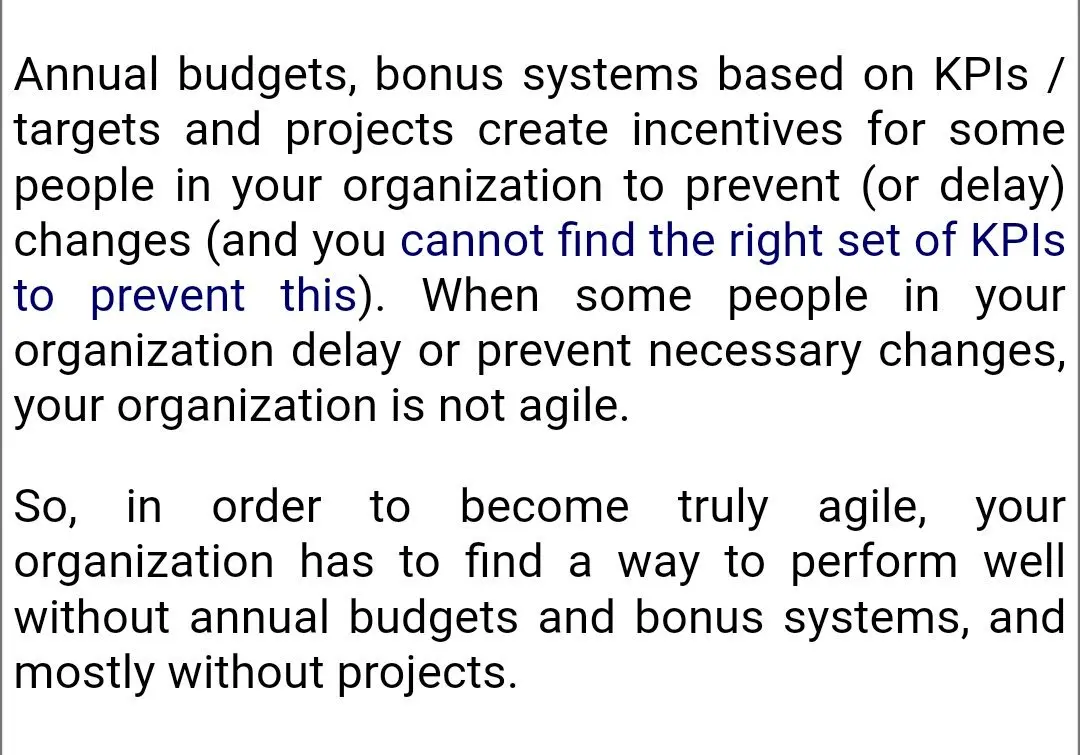 Annual budgets, bonus systems based on KPIs /
targets and projects create incentives for some
people in your organization to prevent (or delay)
changes (and you cannot find the right set of KPIs
to prevent this). When some people in your
organization delay or prevent necessary changes,
your organization is not agile.
So, in order to become truly agile, your
organization has to find a way to perform well
without annual budgets and bonus systems, and
mostly without projects.